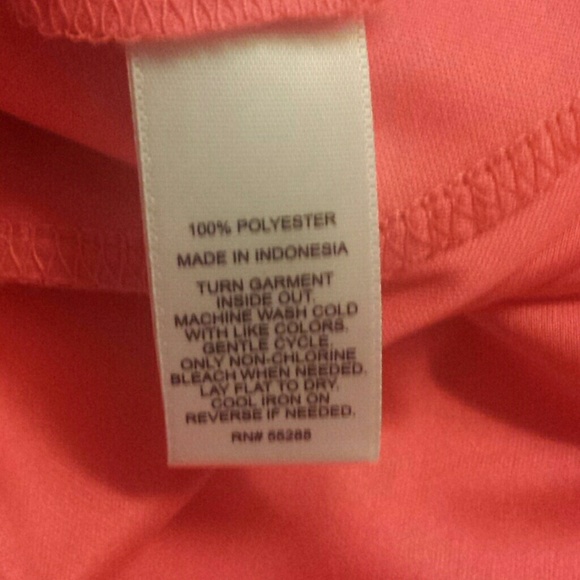 100% POLYESTER
MADE IN INDONESIA
TURN GARMENT
INSIDE OUT.
MACHINE WASH COLD
WITH LIKE COLORS.
GENTLE CYCLE.
ONLY NON-CHLORINE
BLEACH WHEN NEEDED.
LAY FLAT TO DRY.
COOL IRON ON
REVERSE IF NEEDED.
RN# 55285